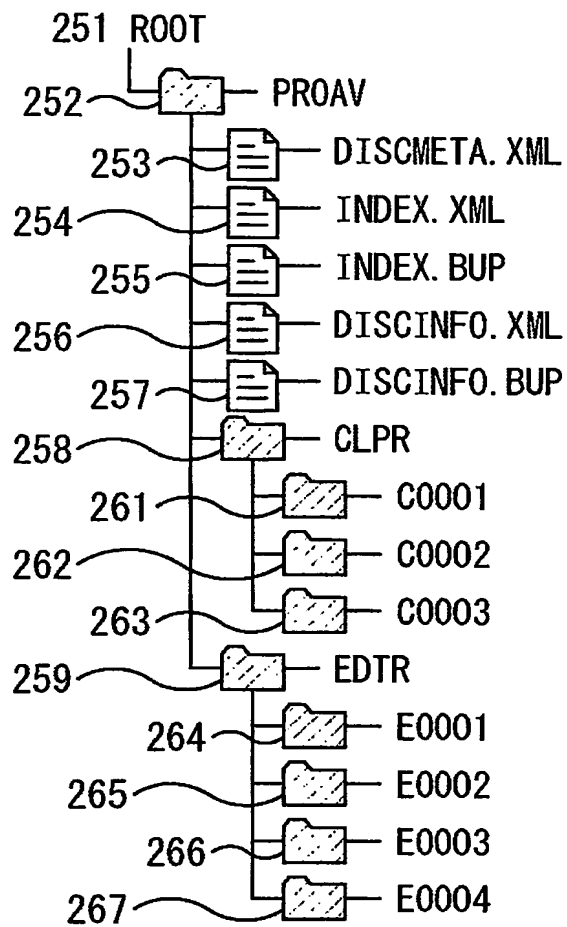 251 ROOT
252 PROAV
253 DISCMETA.XML
254 INDEX.XML
255 INDEX.BUP
256 DISCINFO.XML
257 DISCINFO.BUP
258 CLPR
261 C0001
262 C0002
263 C0003
259 EDTR
264 E0001
265 E0002
266 E0003
267 E0004